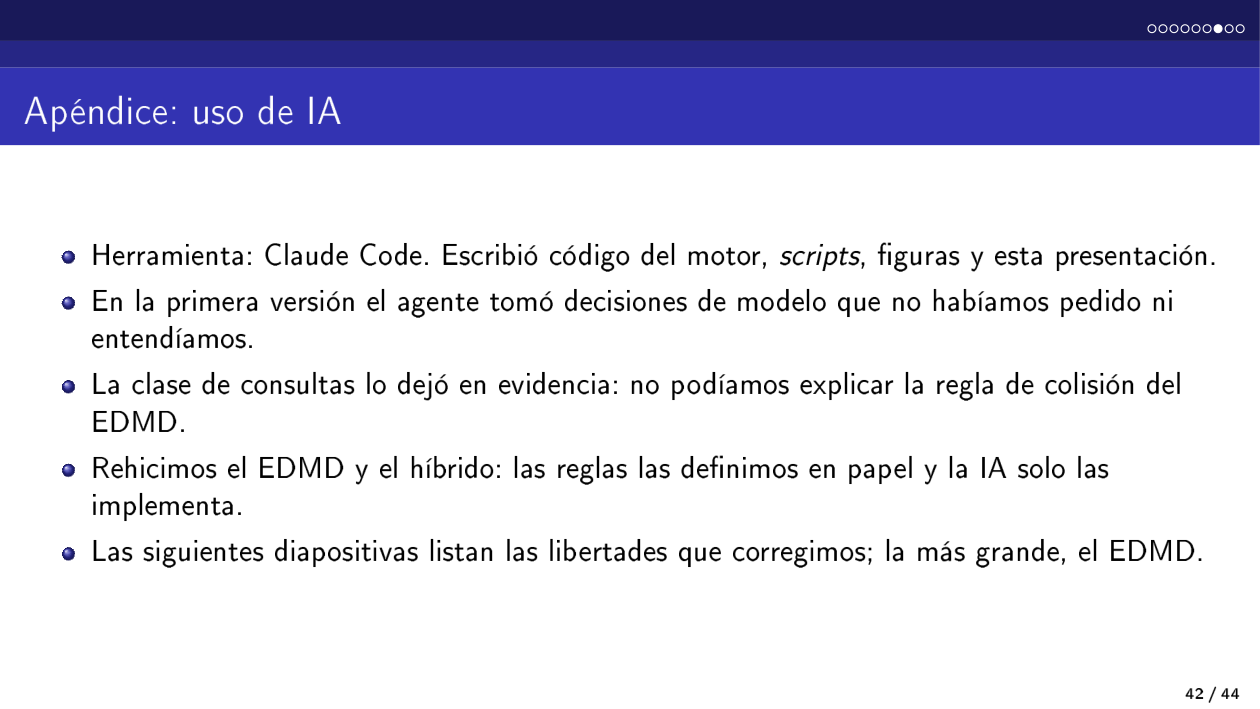 Apéndice: uso de IA
Herramienta: Claude Code. Escribió código del motor, scripts, figuras y esta presentación.
En la primera versión el agente tomó decisiones de modelo que no habíamos pedido ni
entendíamos.
La clase de consultas lo dejó en evidencia: no podíamos explicar la regla de colisión del
EDMD.
Rehicimos el EDMD y el híbrido: las reglas las definimos en papel y la IA solo las
implementa.
Las siguientes diapositivas listan las libertades que corregimos; la más grande, el EDMD.
42 / 44